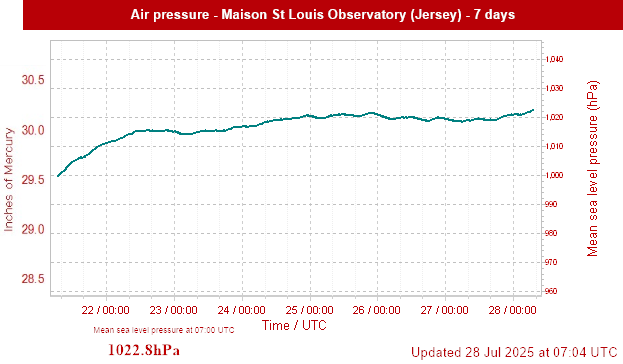 Air pressure - Maison St Louis Observatory (Jersey) - 7 days
30.5
30.0
29.5
29.0
28.5
Inches of Mercury
1,040
1,030
1,020
1,010
1,000
990
980
970
960
Mean sea level pressure (hPa)
22 / 00:00
23 / 00:00
24 / 00:00
25 / 00:00
26 / 00:00
27 / 00:00
28 / 00:00
Time / UTC
Mean sea level pressure at 07:00 UTC
1022.8hPa
Updated 28 Jul 2025 at 07:04 UTC